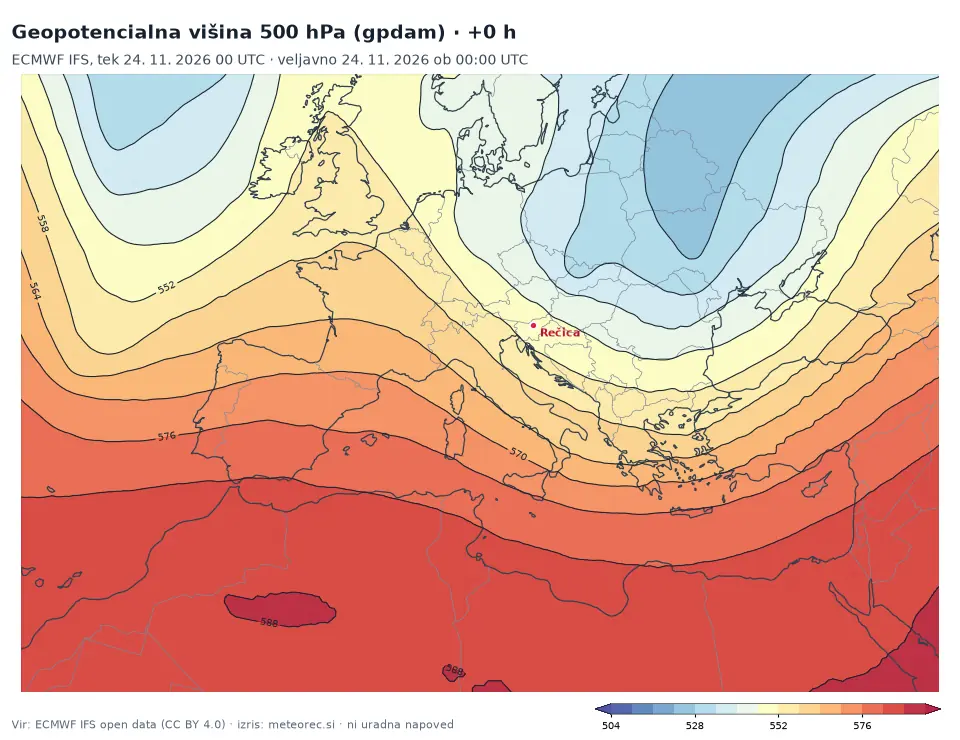 Geopotencialna višina 500 hPa (gpdam) · +0 h
ECMWF IFS, tek 24. 11. 2026 00 UTC · veljavno 24. 11. 2026 ob 00:00 UTC
558
564
552
Rečica
576
570
588
588
504 528 552 576
Vir: ECMWF IFS open data (CC BY 4.0) · izris: meteorec.si · ni uradna napoved